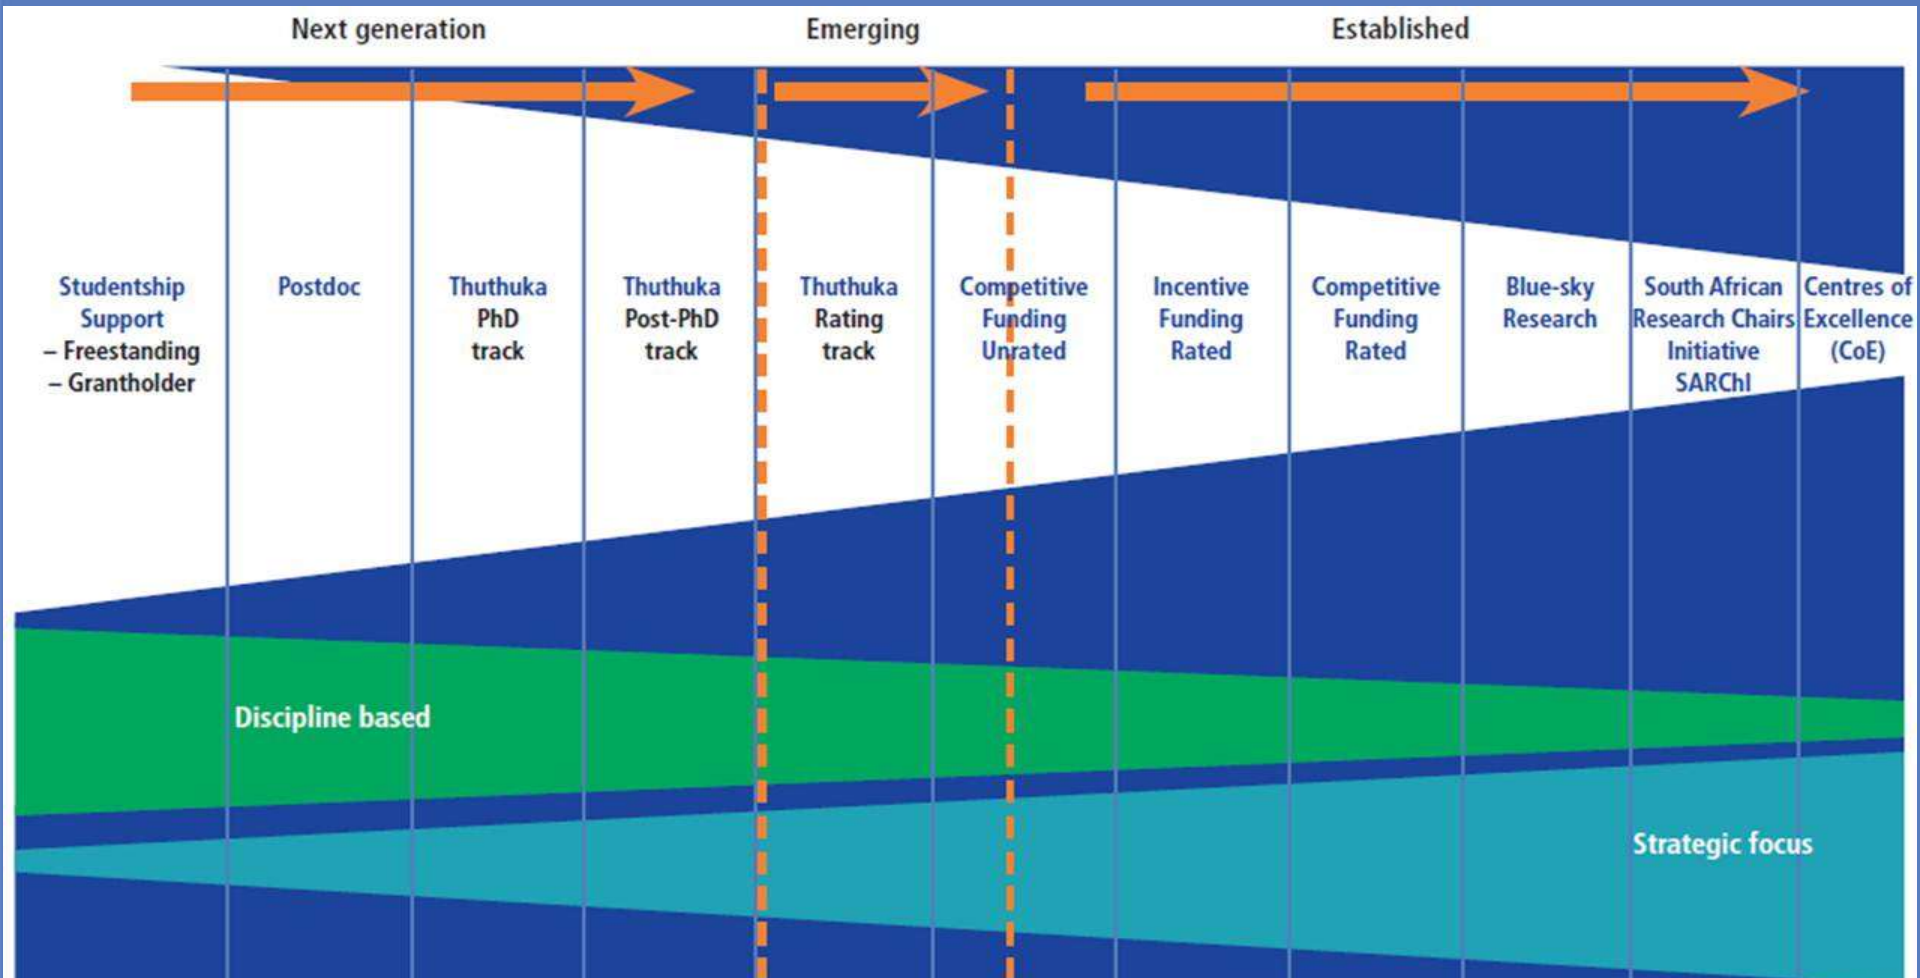 Next generation
Emerging
Established
Studentship
Support
– Freestanding
– Grantholder
Postdoc
Thuthuka
PhD
track
Thuthuka
Post-PhD
track
Thuthuka
Rating
track
Competitive
Funding
Unrated
Incentive
Funding
Rated
Competitive
Funding
Rated
Blue-sky
Research
South African
Research Chairs
Initiative
SARChI
Centres of
Excellence
(CoE)
Discipline based
Strategic focus